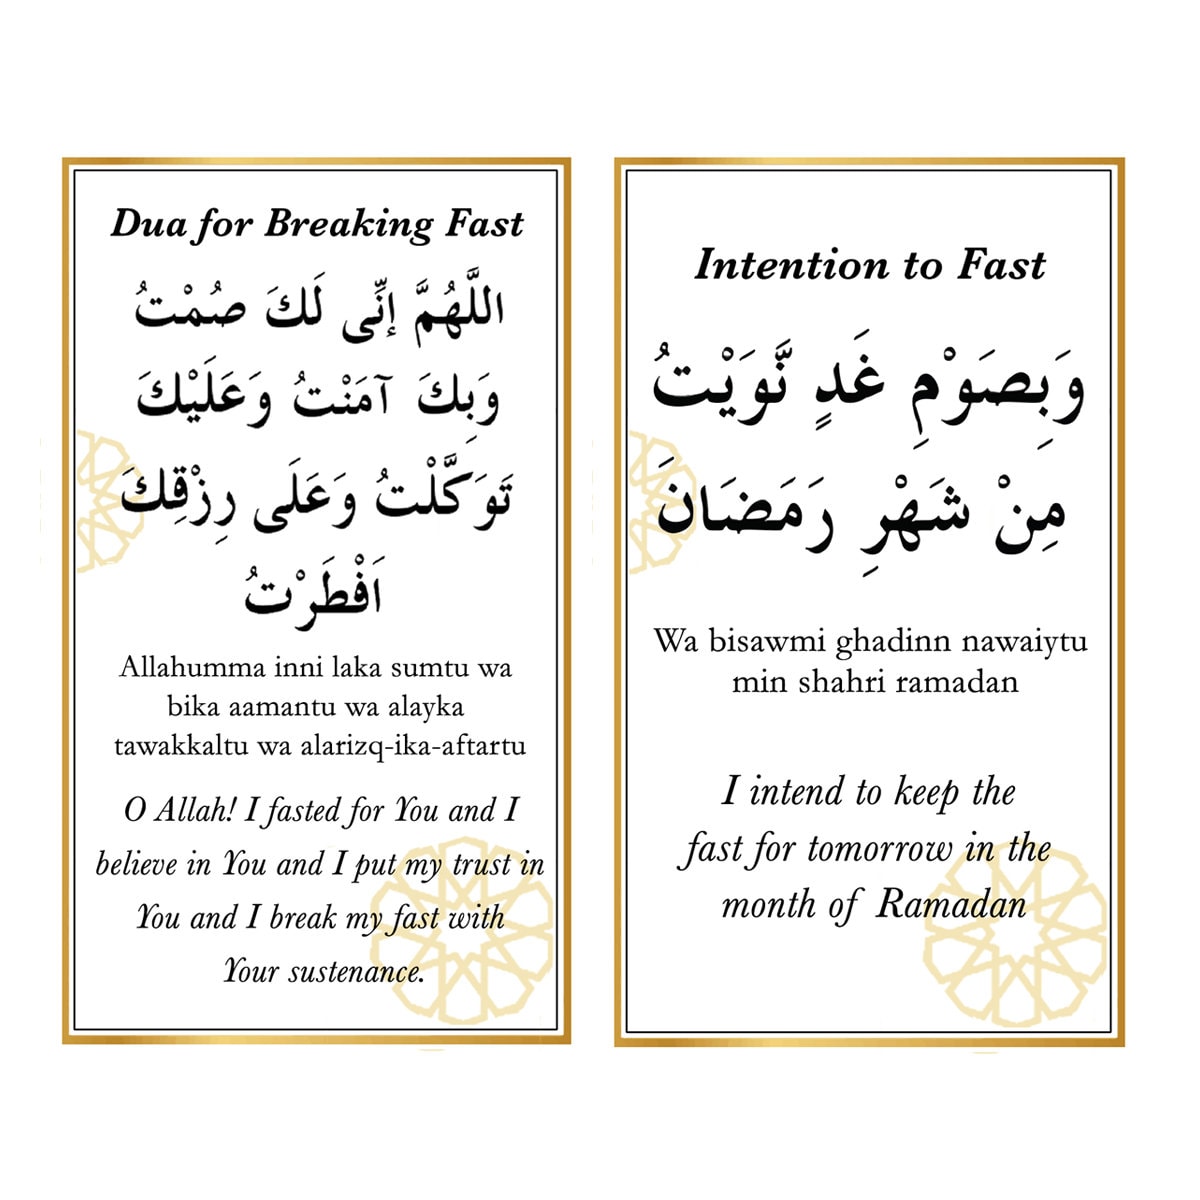 Dua for Breaking Fast
اللَّهُمَّ إنِّى لَكَ صُمْتُ
وَبِكَ آمَنْتُ وَعَلَيْكَ
تَوَكَّلْتُ وَعَلَى رِزْقِكَ
اَفْطَرْتُ
Allahumma inni laka sumtu wa
bika aamantu wa alayka
tawakkaltu wa alarizq-ika-aftartu
O Allah! I fasted for You and I
believe in You and I put my trust in
You and I break my fast with
Your sustenance.
Intention to Fast
وَبِصَوْمِ غَدٍ نَّوَيْتُ
مِنْ شَهْرِ رَمَضَانَ
Wa bisawmi ghadinn nawaiytu
min shahri ramadan
I intend to keep the
fast for tomorrow in the
month of Ramadan